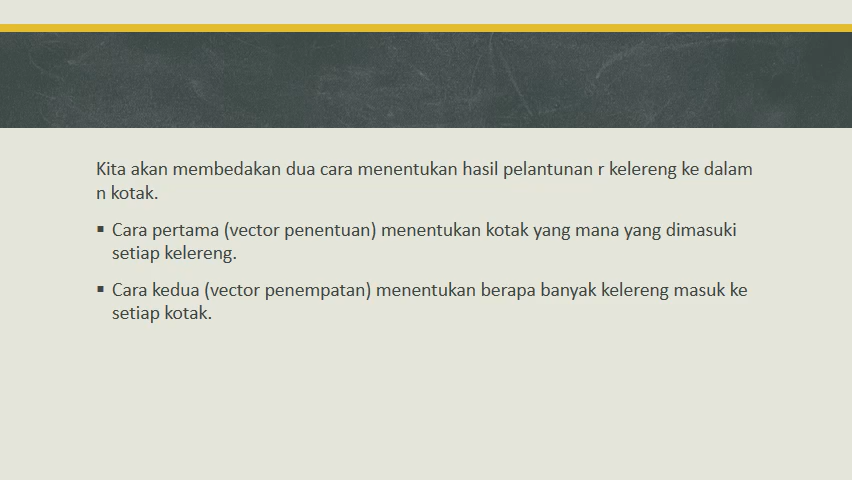 Kita akan membedakan dua cara menentukan hasil pelantunan r kelereng ke dalam
n kotak.
▪ Cara pertama (vector penentuan) menentukan kotak yang mana yang dimasuki
setiap kelereng.
▪ Cara kedua (vector penempatan) menentukan berapa banyak kelereng masuk ke
setiap kotak.